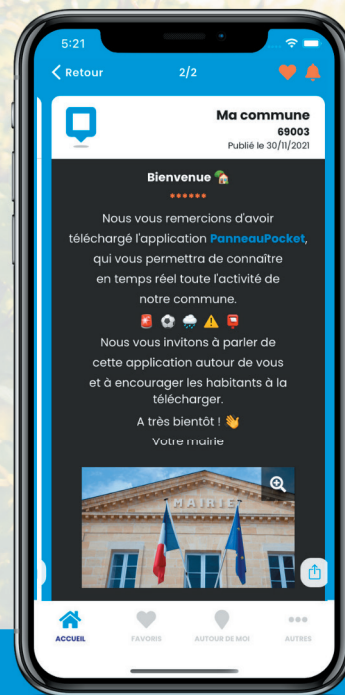 5:21
Retour
2/2
Ma commune
69003
Publié le 30/11/2021
Bienvenue
******
Nous vous remercions d'avoir
téléchargé l'application PanneauPocket,
qui vous permettra de connaître
en temps réel toute l'activité de
notre commune.
Nous vous invitons à parler de
cette application autour de vous
et à encourager les habitants à la
télécharger.
A très bientôt !
Votre mairie
MAIRIE
ACCUEIL
FAVORIS
AUTOUR DE MOI
AUTRES